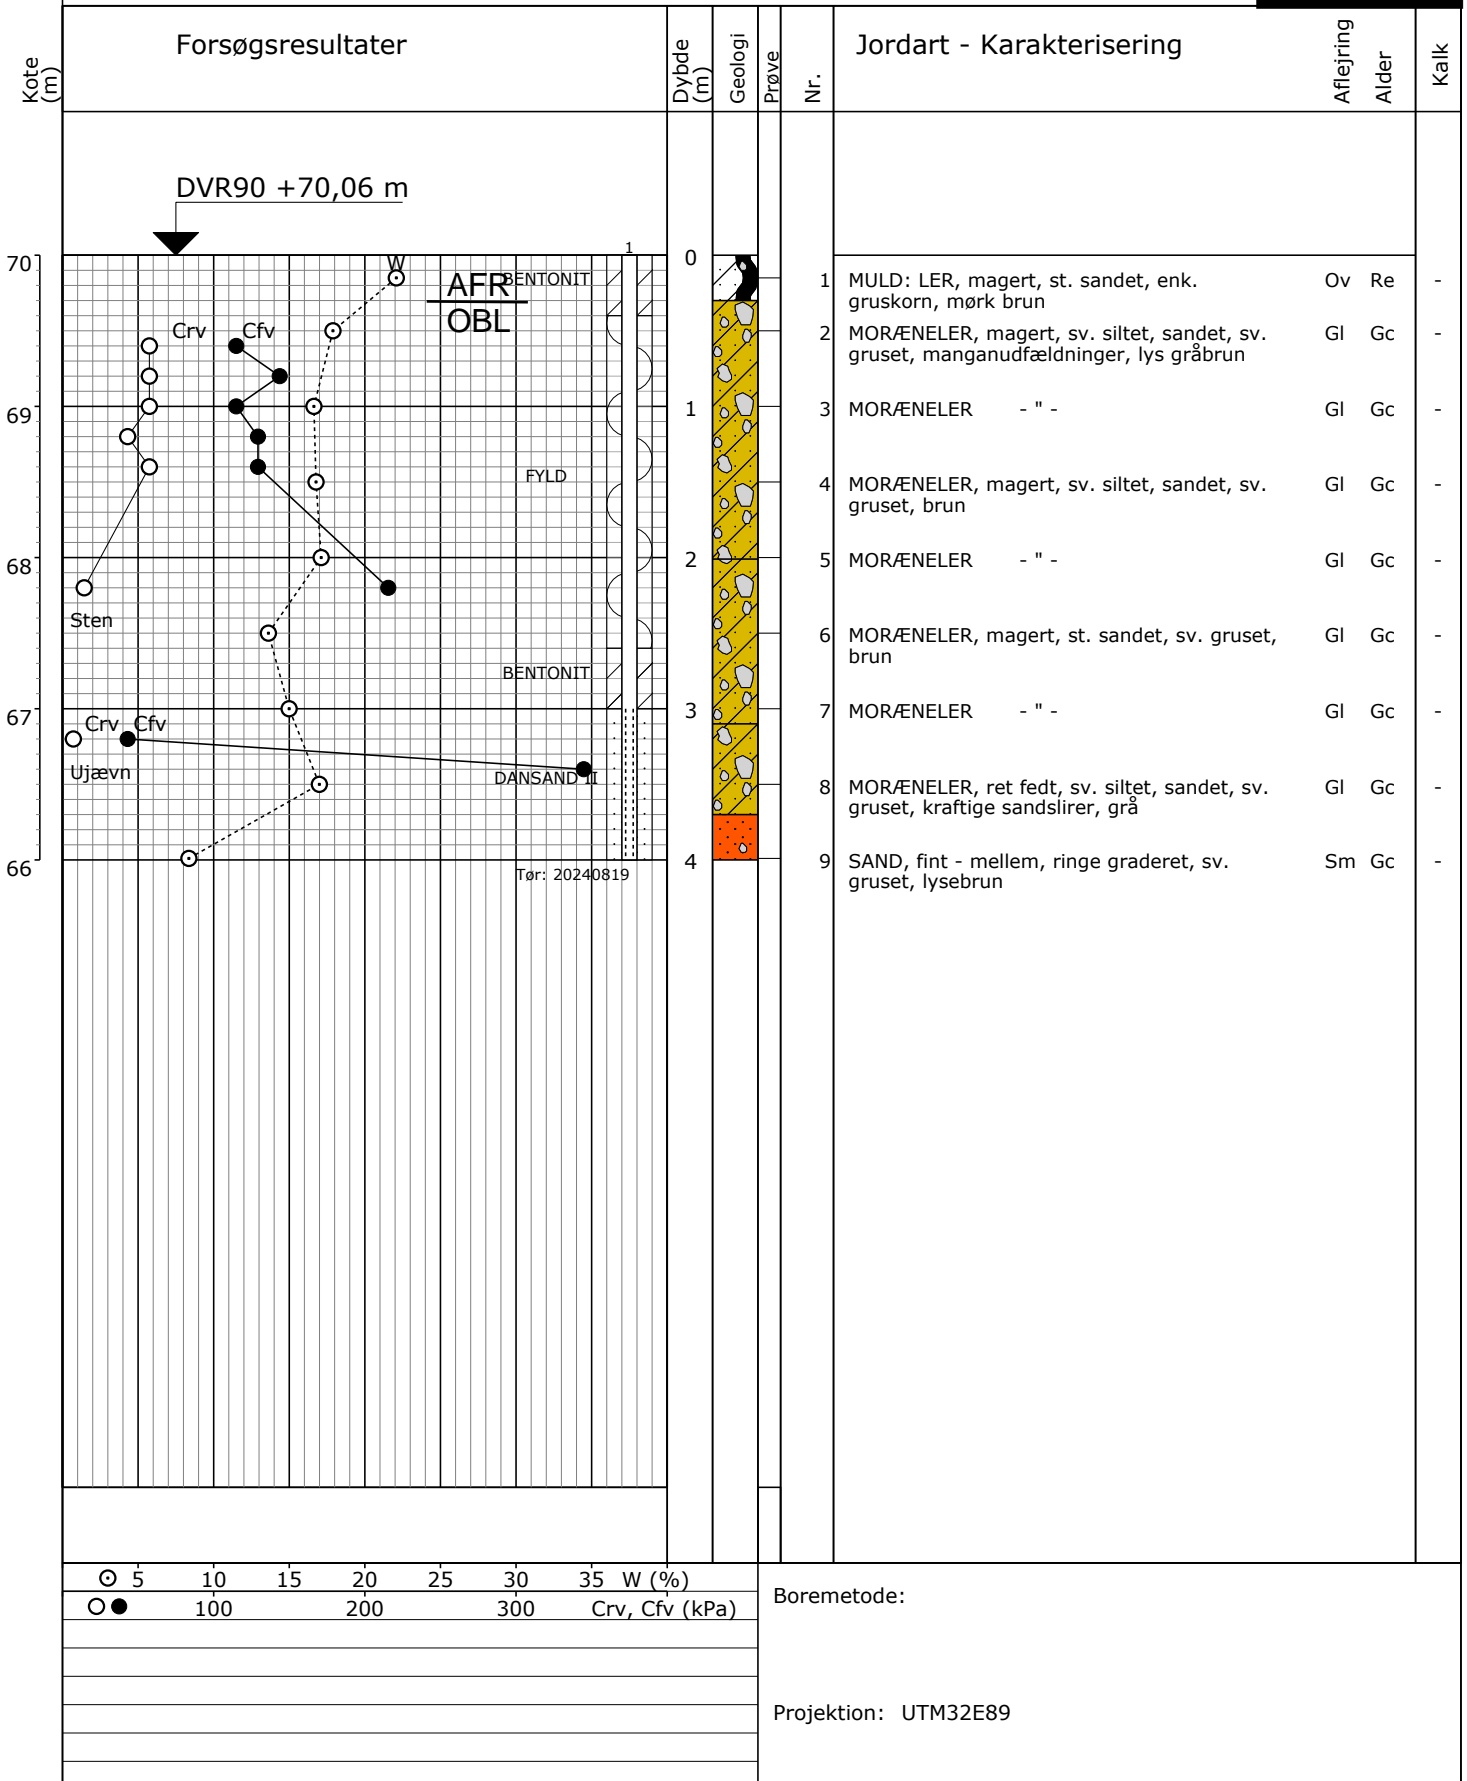 Forsøgsresultater
Kote
(m)
Dybde
(m)
Geologi
Prøve
Nr.
Jordart - Karakterisering
Aflejring
Alder
Kalk
DVR90 +70,06 m
1
70
W
AFR
BENTONIT
OBL
0
1 MULD: LER, magert, st. sandet, enk. Ov Re -
gruskorn, mørk brun
Crv Cfv
2 MORÆNELER, magert, sv. siltet, sandet, sv. Gl Gc -
gruset, manganudfældninger, lys gråbrun
69
1
3 MORÆNELER - " - Gl Gc -
FYLD
4 MORÆNELER, magert, sv. siltet, sandet, sv. Gl Gc -
gruset, brun
68
2
5 MORÆNELER - " - Gl Gc -
Sten
6 MORÆNELER, magert, st. sandet, sv. gruset, Gl Gc -
brun
BENTONIT
67
3
7 MORÆNELER - " - Gl Gc -
Crv Cfv
Ujævn
DANSAND II
8 MORÆNELER, ret fedt, sv. siltet, sandet, sv. Gl Gc -
gruset, kraftige sandslirer, grå
66
4
9 SAND, fint - mellem, ringe graderet, sv. Sm Gc -
gruset, lysebrun
Tør: 20240819
5 10 15 20 25 30 35 W (%)
100 200 300 Crv, Cfv (kPa)
Boremetode:
Projektion: UTM32E89